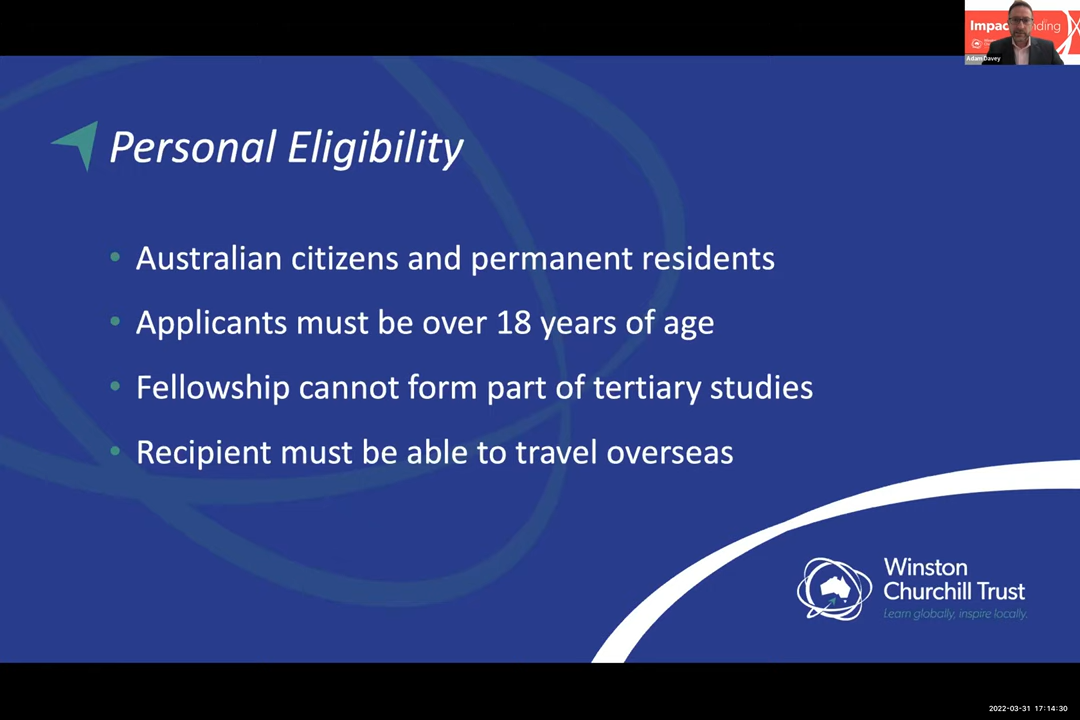 Impac
ding
Adam Davey
Personal Eligibility
• Australian citizens and permanent residents
• Applicants must be over 18 years of age
• Fellowship cannot form part of tertiary studies
• Recipient must be able to travel overseas
Winston
Churchill Trust
Learn globally, inspire locally.
2022-03-31 17:14:30